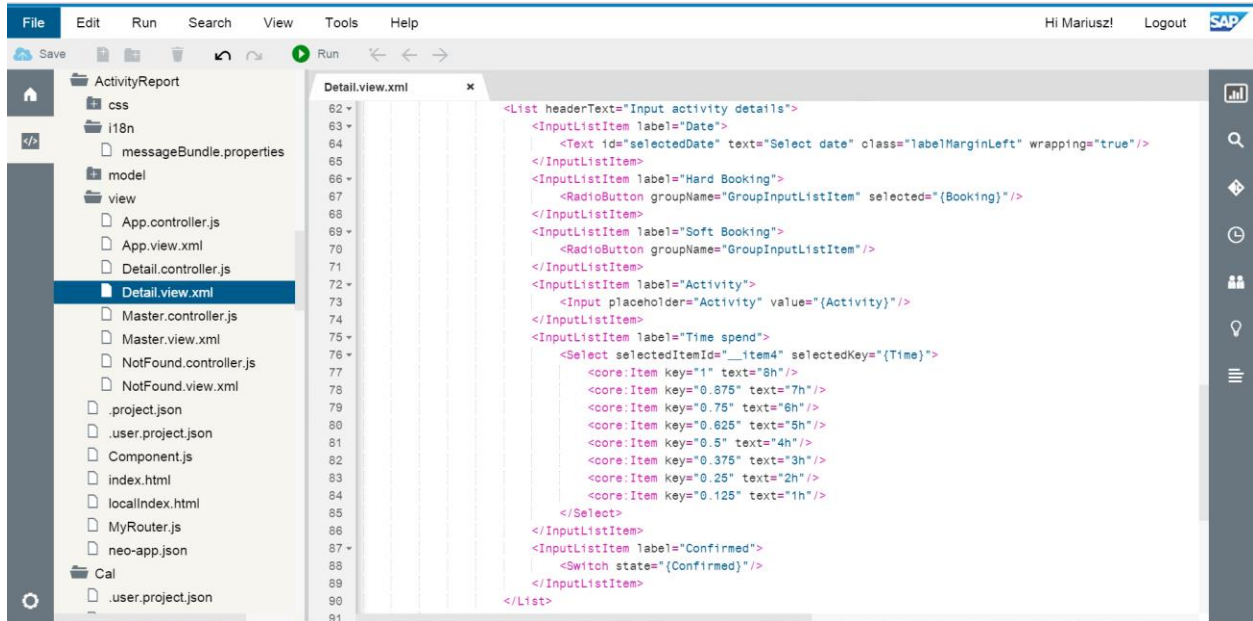 File Edit Run Search View Tools Help Hi Mariusz! Logout SAP
Save Run
ActivityReport
css
i18n
messageBundle.properties
model
view
App.controller.js
App.view.xml
Detail.controller.js
Detail.view.xml
Master.controller.js
Master.view.xml
NotFound.controller.js
NotFound.view.xml
.project.json
.user.project.json
Component.js
index.html
localIndex.html
MyRouter.js
neo-app.json
Cal
.user.project.json
Detail.view.xml ×
62 <List headerText="Input activity details">
63 <InputListItem label="Date">
64 <Text id="selectedDate" text="Select date" class="labelMarginLeft" wrapping="true"/>
65 </InputListItem>
66 <InputListItem label="Hard Booking">
67 <RadioButton groupName="GroupInputListItem" selected="{Booking}"/>
68 </InputListItem>
69 <InputListItem label="Soft Booking">
70 <RadioButton groupName="GroupInputListItem"/>
71 </InputListItem>
72 <InputListItem label="Activity">
73 <Input placeholder="Activity" value="{Activity}"/>
74 </InputListItem>
75 <InputListItem label="Time spend">
76 <Select selectedItemId="__item4" selectedKey="{Time}">
77 <core:Item key="1" text="8h"/>
78 <core:Item key="0.875" text="7h"/>
79 <core:Item key="0.75" text="6h"/>
80 <core:Item key="0.625" text="5h"/>
81 <core:Item key="0.5" text="4h"/>
82 <core:Item key="0.375" text="3h"/>
83 <core:Item key="0.25" text="2h"/>
84 <core:Item key="0.125" text="1h"/>
85 </Select>
86 </InputListItem>
87 <InputListItem label="Confirmed">
88 <Switch state="{Confirmed}"/>
89 </InputListItem>
90 </List>
91